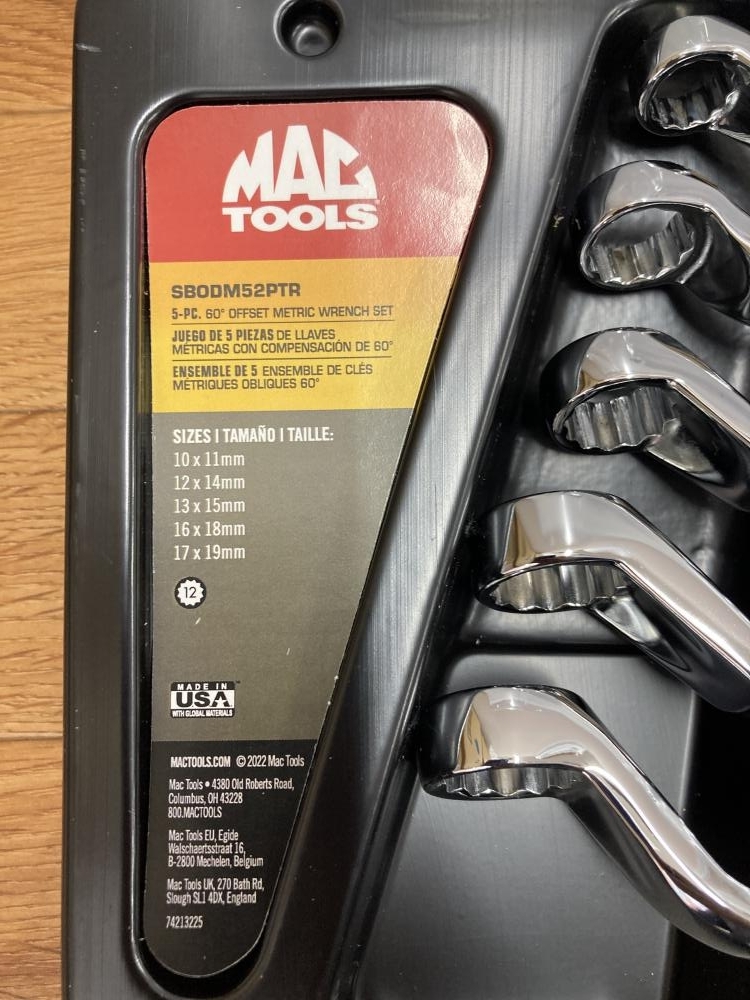 MAC
TOOLS
SBODM52PTR
5-PC. 60° OFFSET METRIC WRENCH SET
JUEGO DE 5 PIEZAS DE LLAVES
MÉTRICAS CON COMPENSACIÓN DE 60°
ENSEMBLE DE 5 ENSEMBLE DE CLÉS
MÉTRIQUES OBLIQUES 60°
SIZES | TAMAÑO | TAILLE:
10 x 11mm
12 x 14mm
13 x 15mm
16 x 18mm
17 x 19mm
12
MADE IN
USA
WITH GLOBAL MATERIALS
MACTOOLS.COM ©2022 Mac Tools
Mac Tools • 4380 Old Roberts Road,
Columbus, OH 43228
800.MACTOOLS
Mac Tools EU, Egide
Walschaertsstraat 16,
B-2800 Mechelen, Belgium
Mac Tools UK, 270 Bath Rd,
Slough SL1 4DX, England
74213225